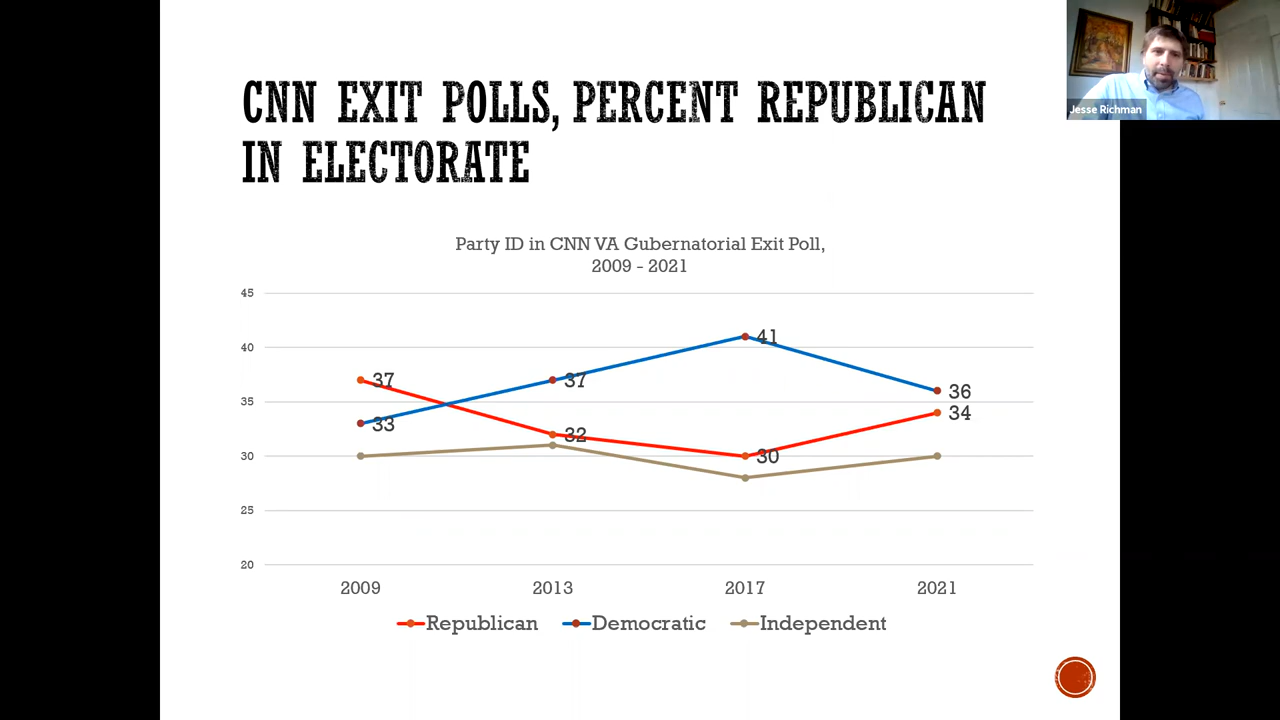 CNN EXIT POLLS, PERCENT REPUBLICAN
IN ELECTORATE
Jesse Richman
Party ID in CNN VA Gubernatorial Exit Poll,
2009 - 2021
45
40
35
30
25
20
41
37
37
36
34
33
32
30
2009 2013 2017 2021
Republican Democratic Independent